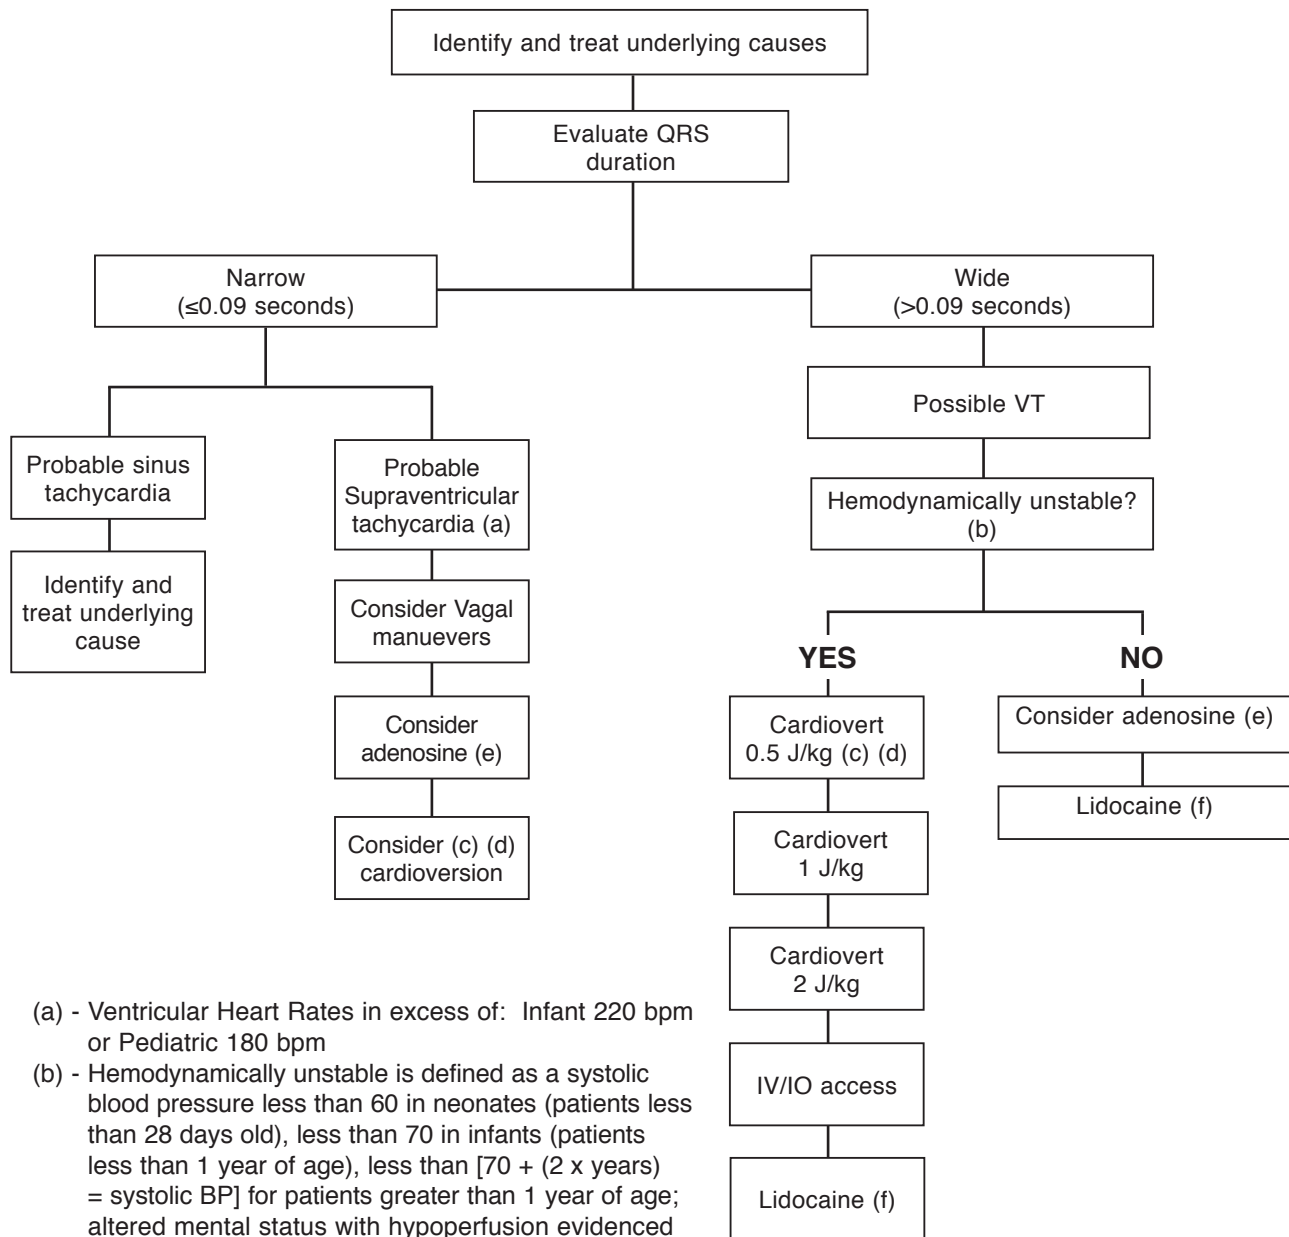 Identify and treat underlying causes
Evaluate QRS
duration
Narrow
(≤0.09 seconds)
Wide
(>0.09 seconds)
Probable sinus
tachycardia
Identify and
treat underlying
cause
Probable
Supraventricular
tachycardia (a)
Consider Vagal
manuevers
Consider
adenosine (e)
Consider (c) (d)
cardioversion
Possible VT
Hemodynamically unstable?
(b)
YES
Cardiovert
0.5 J/kg (c) (d)
Cardiovert
1 J/kg
Cardiovert
2 J/kg
IV/IO access
Lidocaine (f)
NO
Consider adenosine (e)
Lidocaine (f)
(a) - Ventricular Heart Rates in excess of: Infant 220 bpm
or Pediatric 180 bpm
(b) - Hemodynamically unstable is defined as a systolic
blood pressure less than 60 in neonates (patients less
than 28 days old), less than 70 in infants (patients
less than 1 year of age), less than [70 + (2 x years)
= systolic BP] for patients greater than 1 year of age;
altered mental status with hypoperfusion evidenced